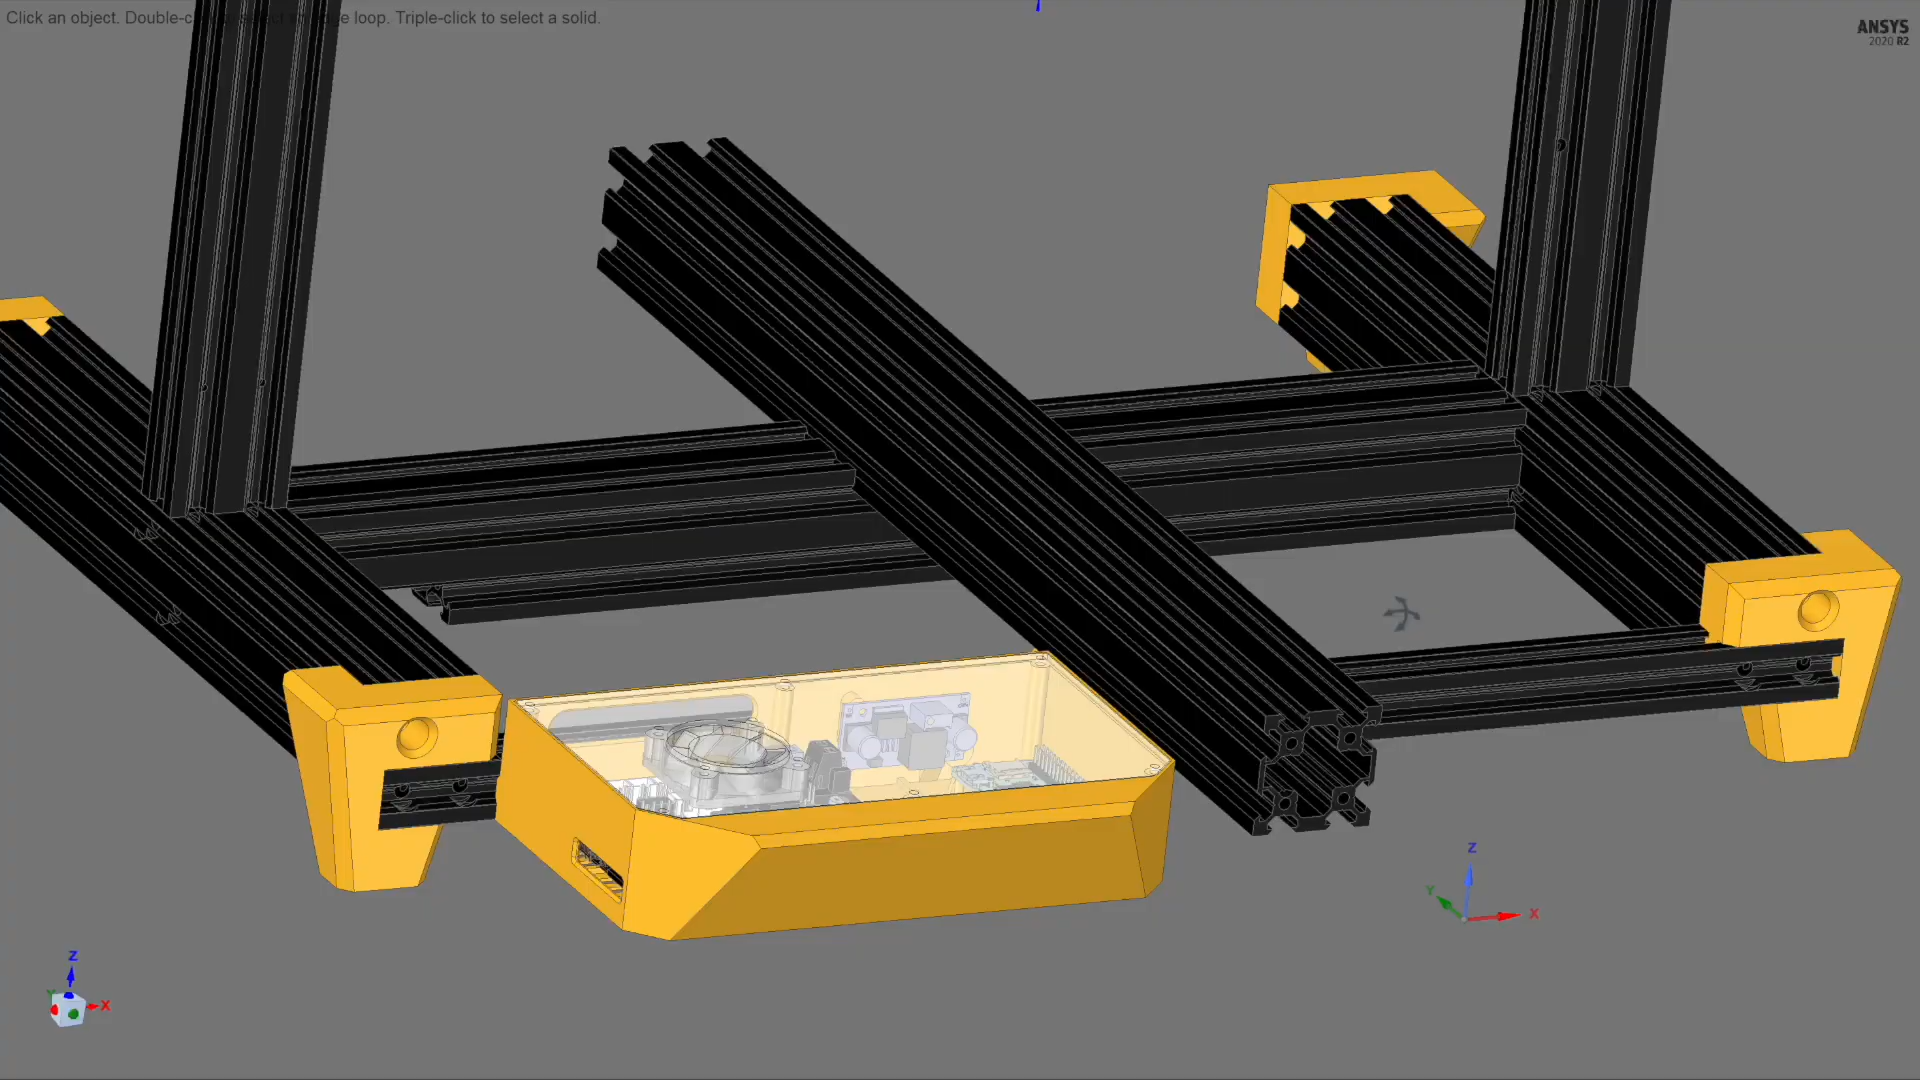 Click an object. Double-c loop. Triple-click to select a solid.
ANSYS
2020 R2
Z
Y
X
Z
Y
X